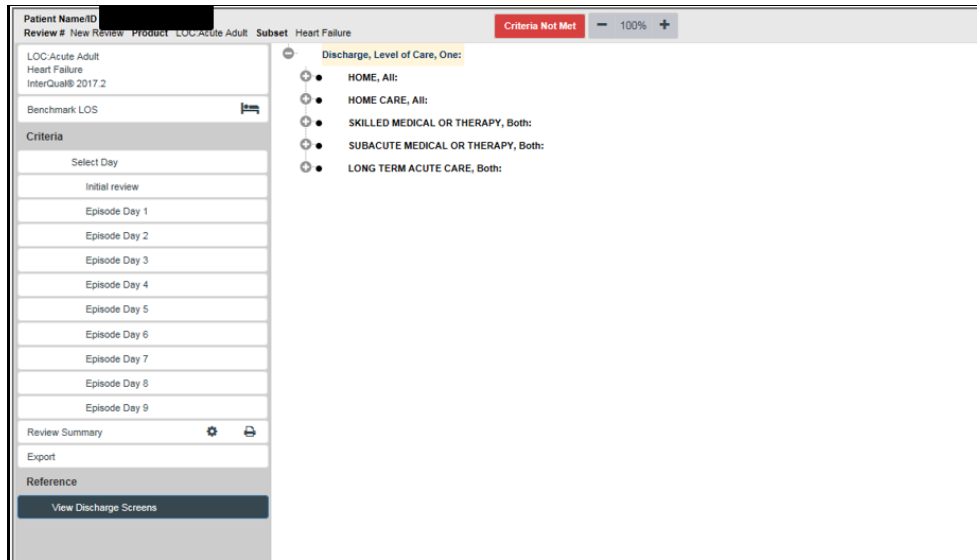 Patient Name/ID
Review # New Review Product LOC:Acute Adult Subset Heart Failure
Criteria Not Met
100%
LOC:Acute Adult
Heart Failure
InterQual® 2017.2
Benchmark LOS
Criteria
Select Day
Initial review
Episode Day 1
Episode Day 2
Episode Day 3
Episode Day 4
Episode Day 5
Episode Day 6
Episode Day 7
Episode Day 8
Episode Day 9
Review Summary
Export
Reference
View Discharge Screens
Discharge, Level of Care, One:
HOME, All:
HOME CARE, All:
SKILLED MEDICAL OR THERAPY, Both:
SUBACUTE MEDICAL OR THERAPY, Both:
LONG TERM ACUTE CARE, Both: